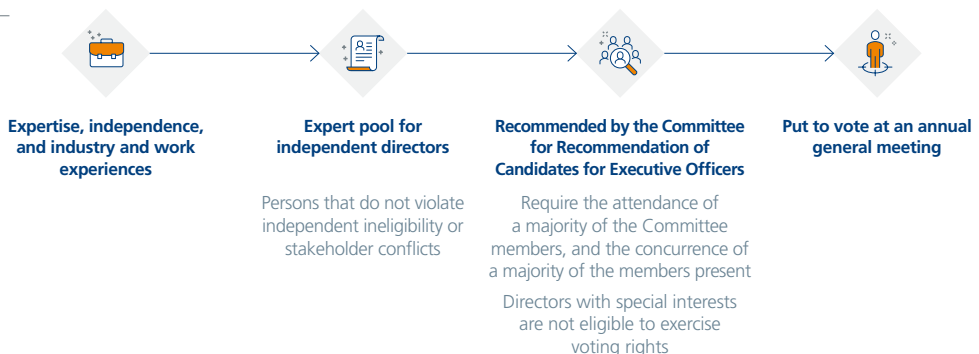 Expertise, independence,
and industry and work
experiences
Expert pool for
independent directors
Persons that do not violate
independent ineligibility or
stakeholder conflicts
Recommended by the Committee
for Recommendation of
Candidates for Executive Officers
Require the attendance of
a majority of the Committee
members, and the concurrence of
a majority of the members present
Directors with special interests
are not eligible to exercise
voting rights
Put to vote at an annual
general meeting